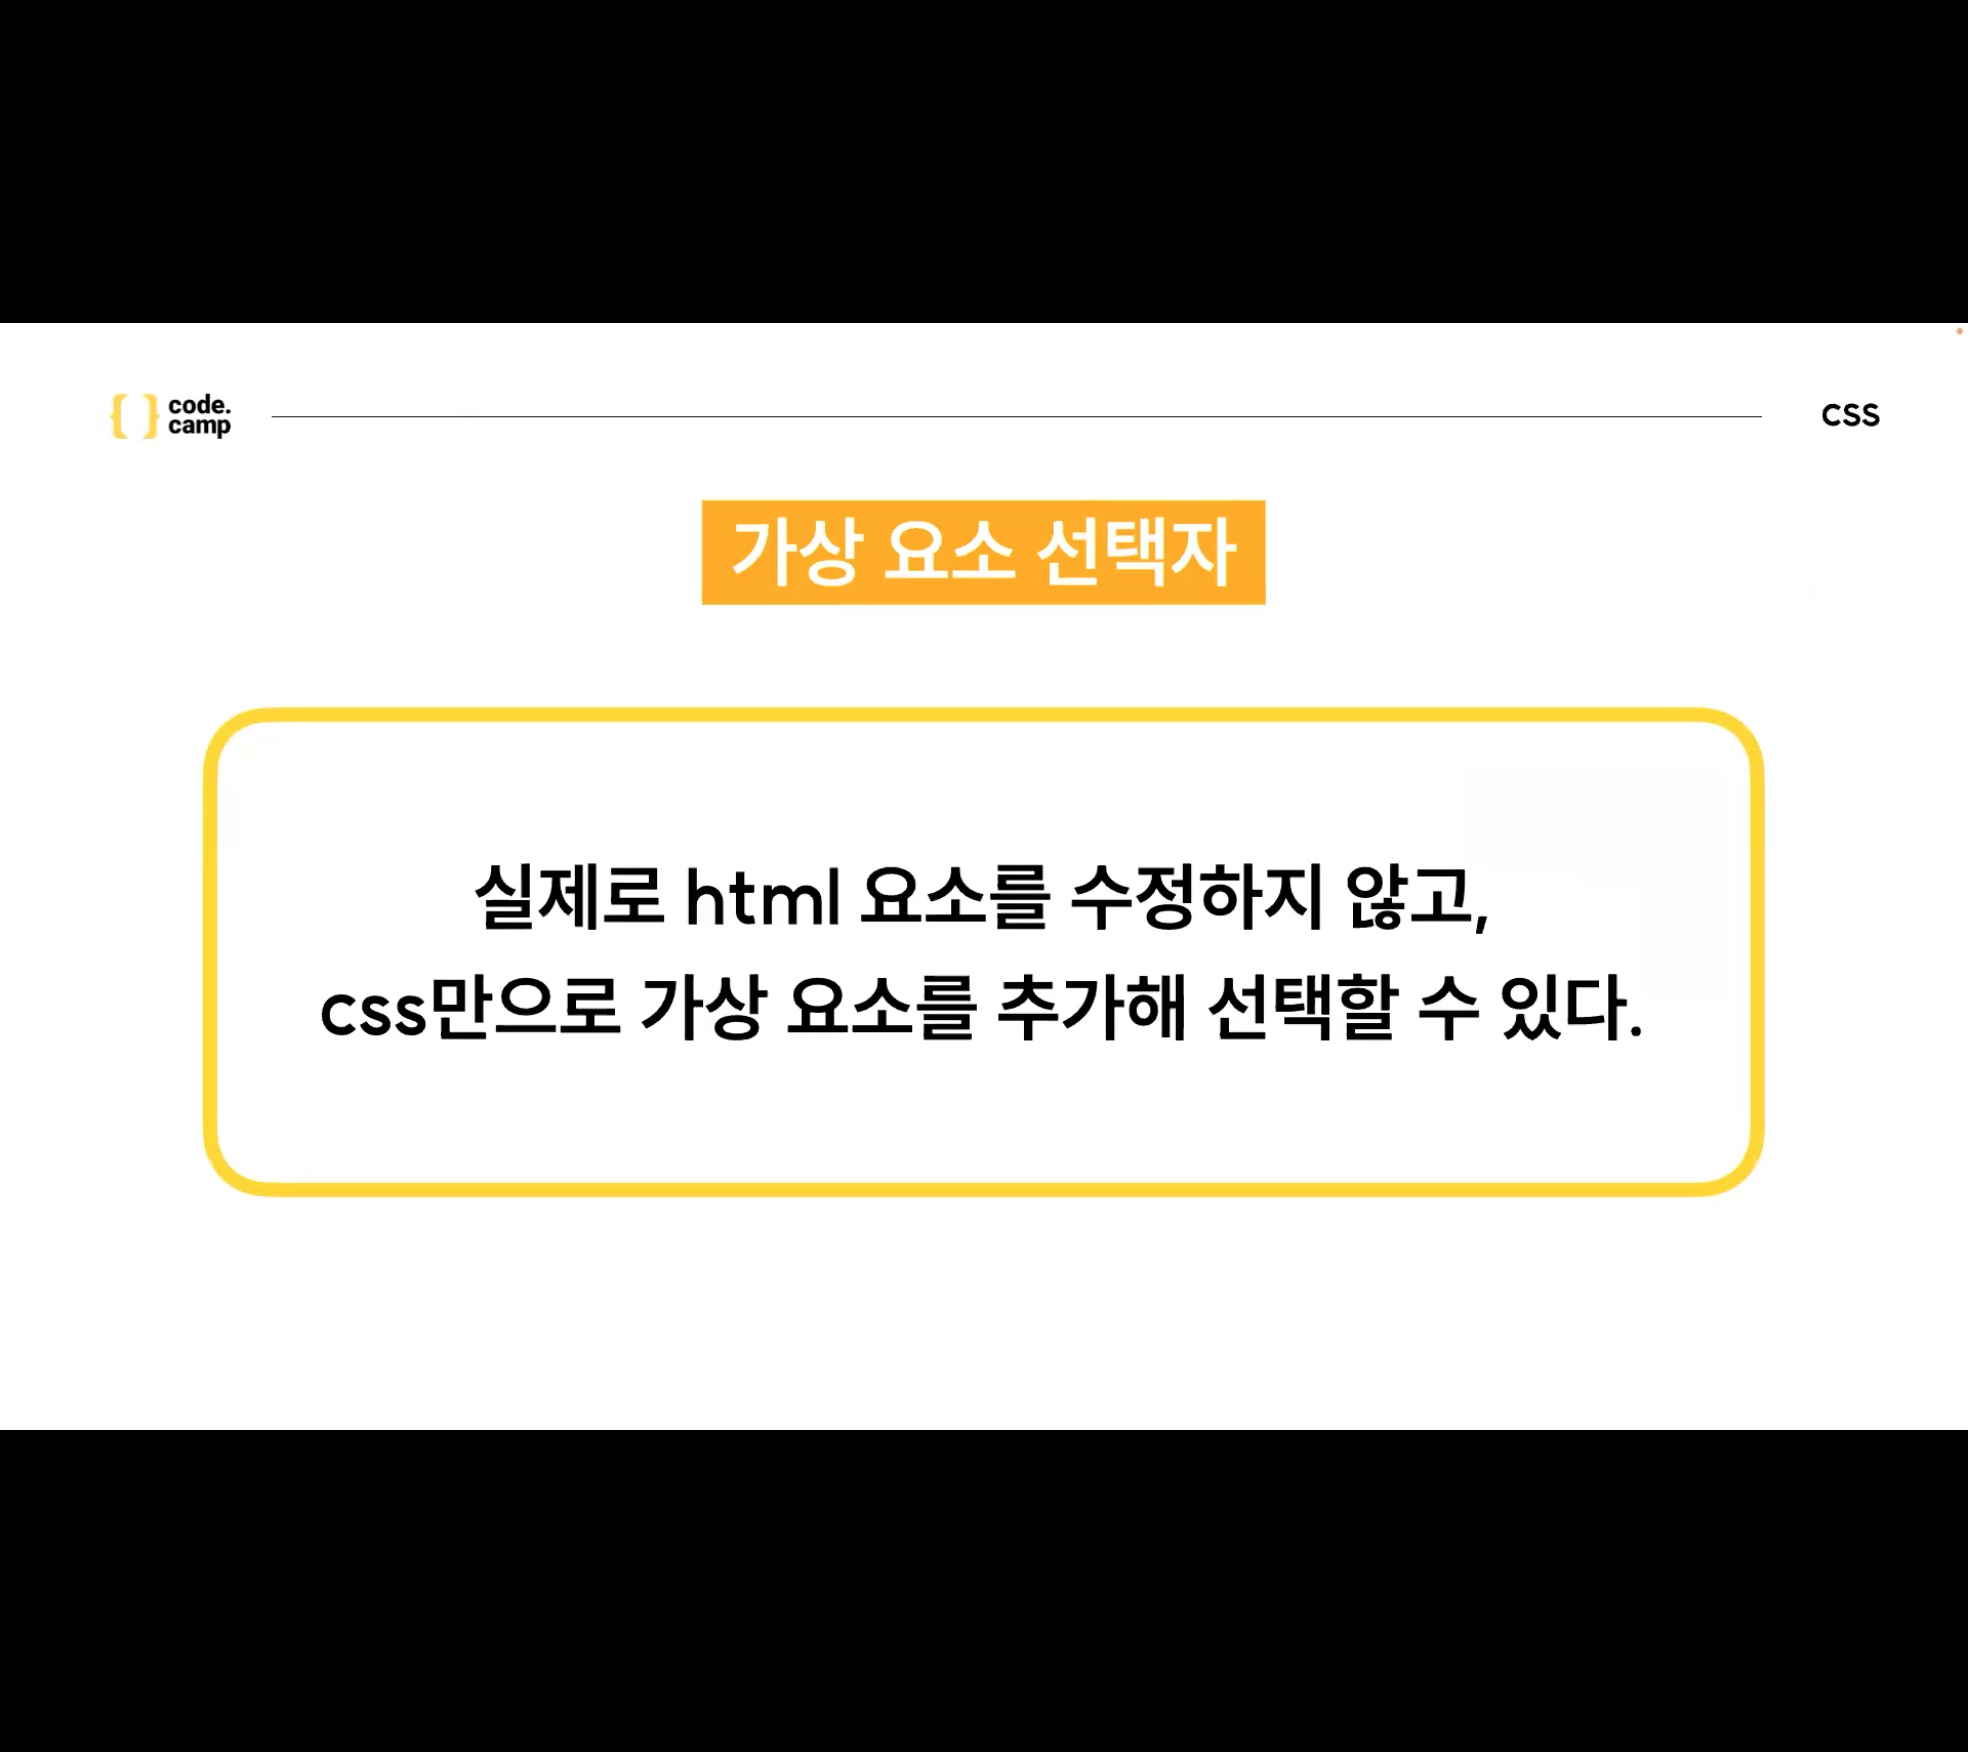 code.
camp
CSS
가상 요소 선택자
실제로 html 요소를 수정하지 않고,
css만으로 가상 요소를 추가해 선택할 수 있다.